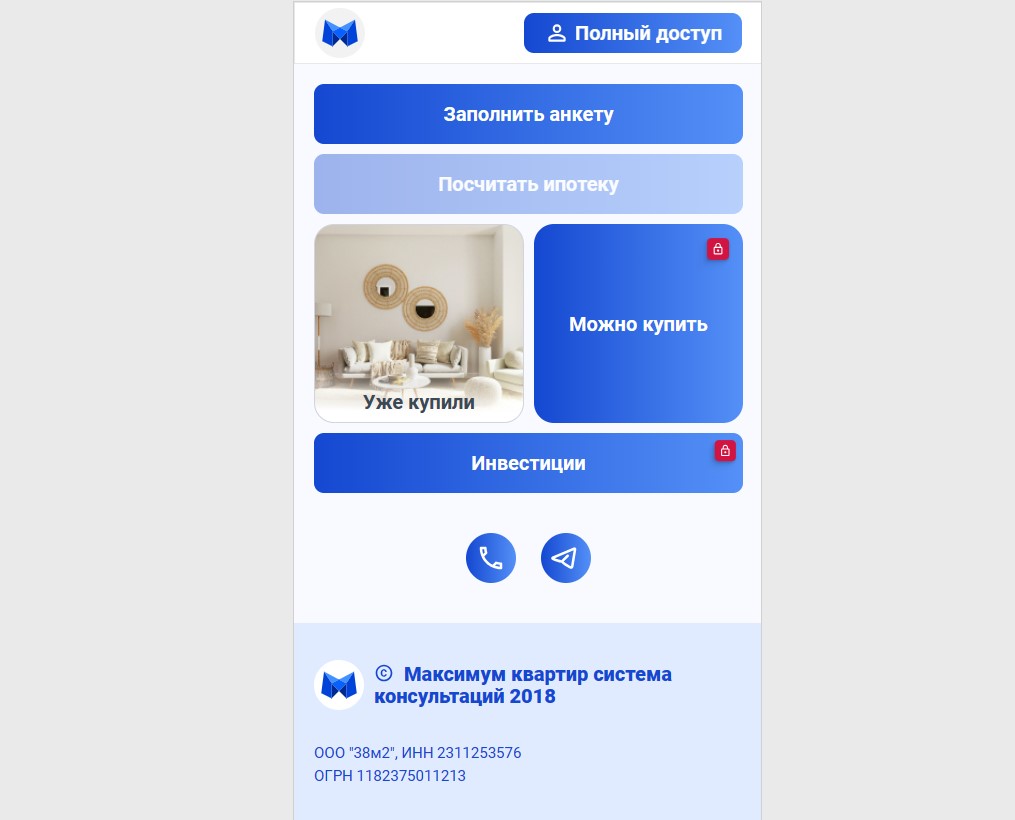 Полный доступ
Заполнить анкету
Посчитать ипотеку
Уже купили
Можно купить
Инвестиции
© Максимум квартир система
консультаций 2018
ООО "38м2", ИНН 2311253576
ОГРН 1182375011213